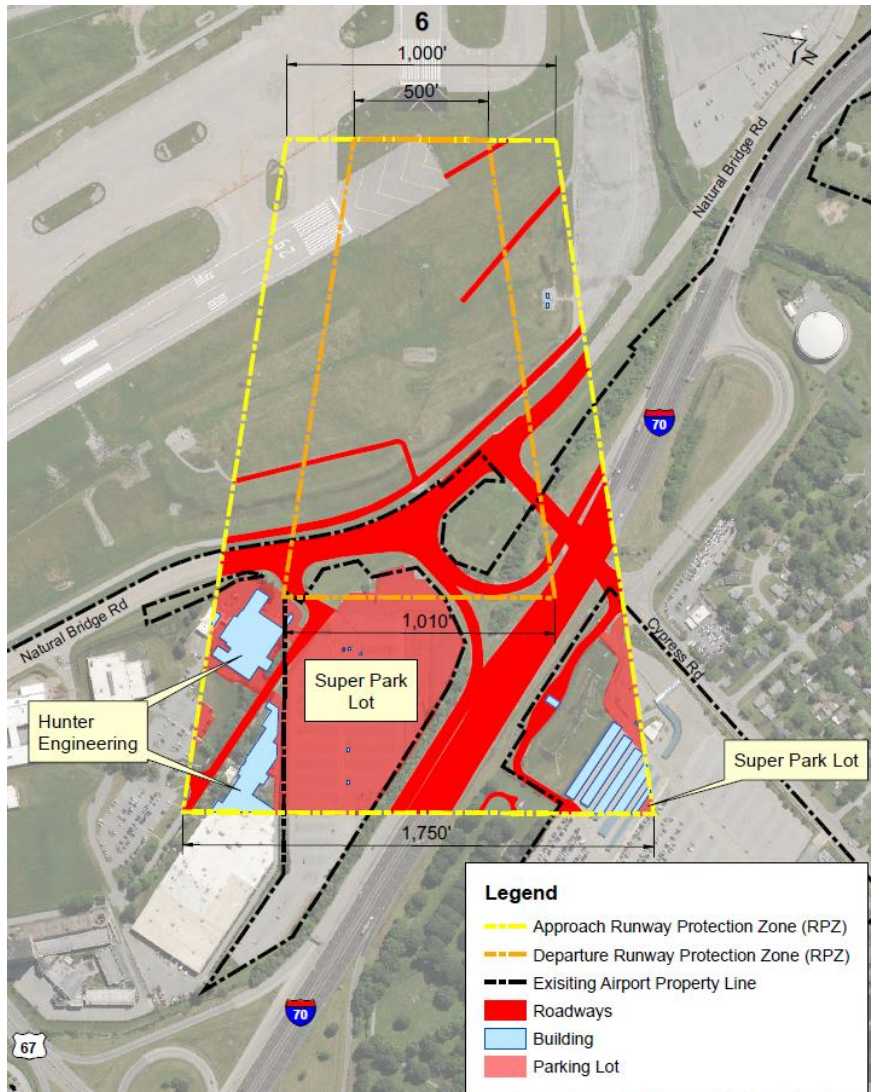 6
1,000'
500'
N
Natural Bridge Rd
29
70
Natural Bridge Rd
1,010'
Cypress Rd
Super Park
Lot
Hunter
Engineering
Super Park Lot
1,750'
Legend
Approach Runway Protection Zone (RPZ)
Departure Runway Protection Zone (RPZ)
Exisiting Airport Property Line
Roadways
Building
Parking Lot
70
67